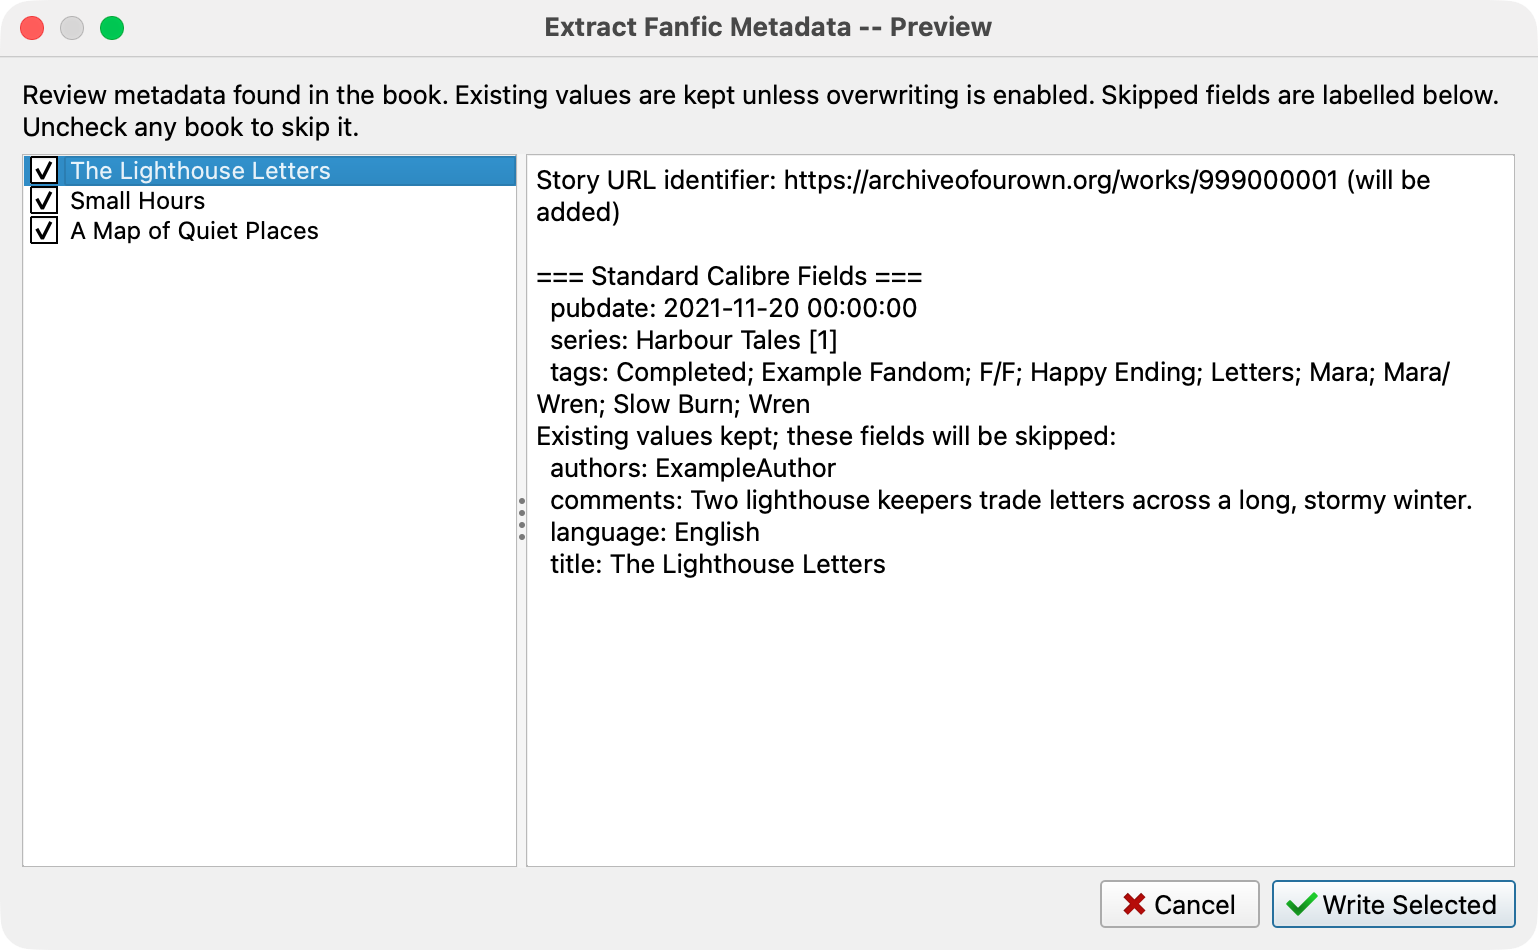 Extract Fanfic Metadata -- Preview
Review metadata found in the book. Existing values are kept unless overwriting is enabled. Skipped fields are labelled below.
Uncheck any book to skip it.
The Lighthouse Letters
Small Hours
A Map of Quiet Places
Story URL identifier: https://archiveofourown.org/works/999000001 (will be
added)
=== Standard Calibre Fields ===
pubdate: 2021-11-20 00:00:00
series: Harbour Tales [1]
tags: Completed; Example Fandom; F/F; Happy Ending; Letters; Mara; Mara/
Wren; Slow Burn; Wren
Existing values kept; these fields will be skipped:
authors: ExampleAuthor
comments: Two lighthouse keepers trade letters across a long, stormy winter.
language: English
title: The Lighthouse Letters
Cancel
Write Selected